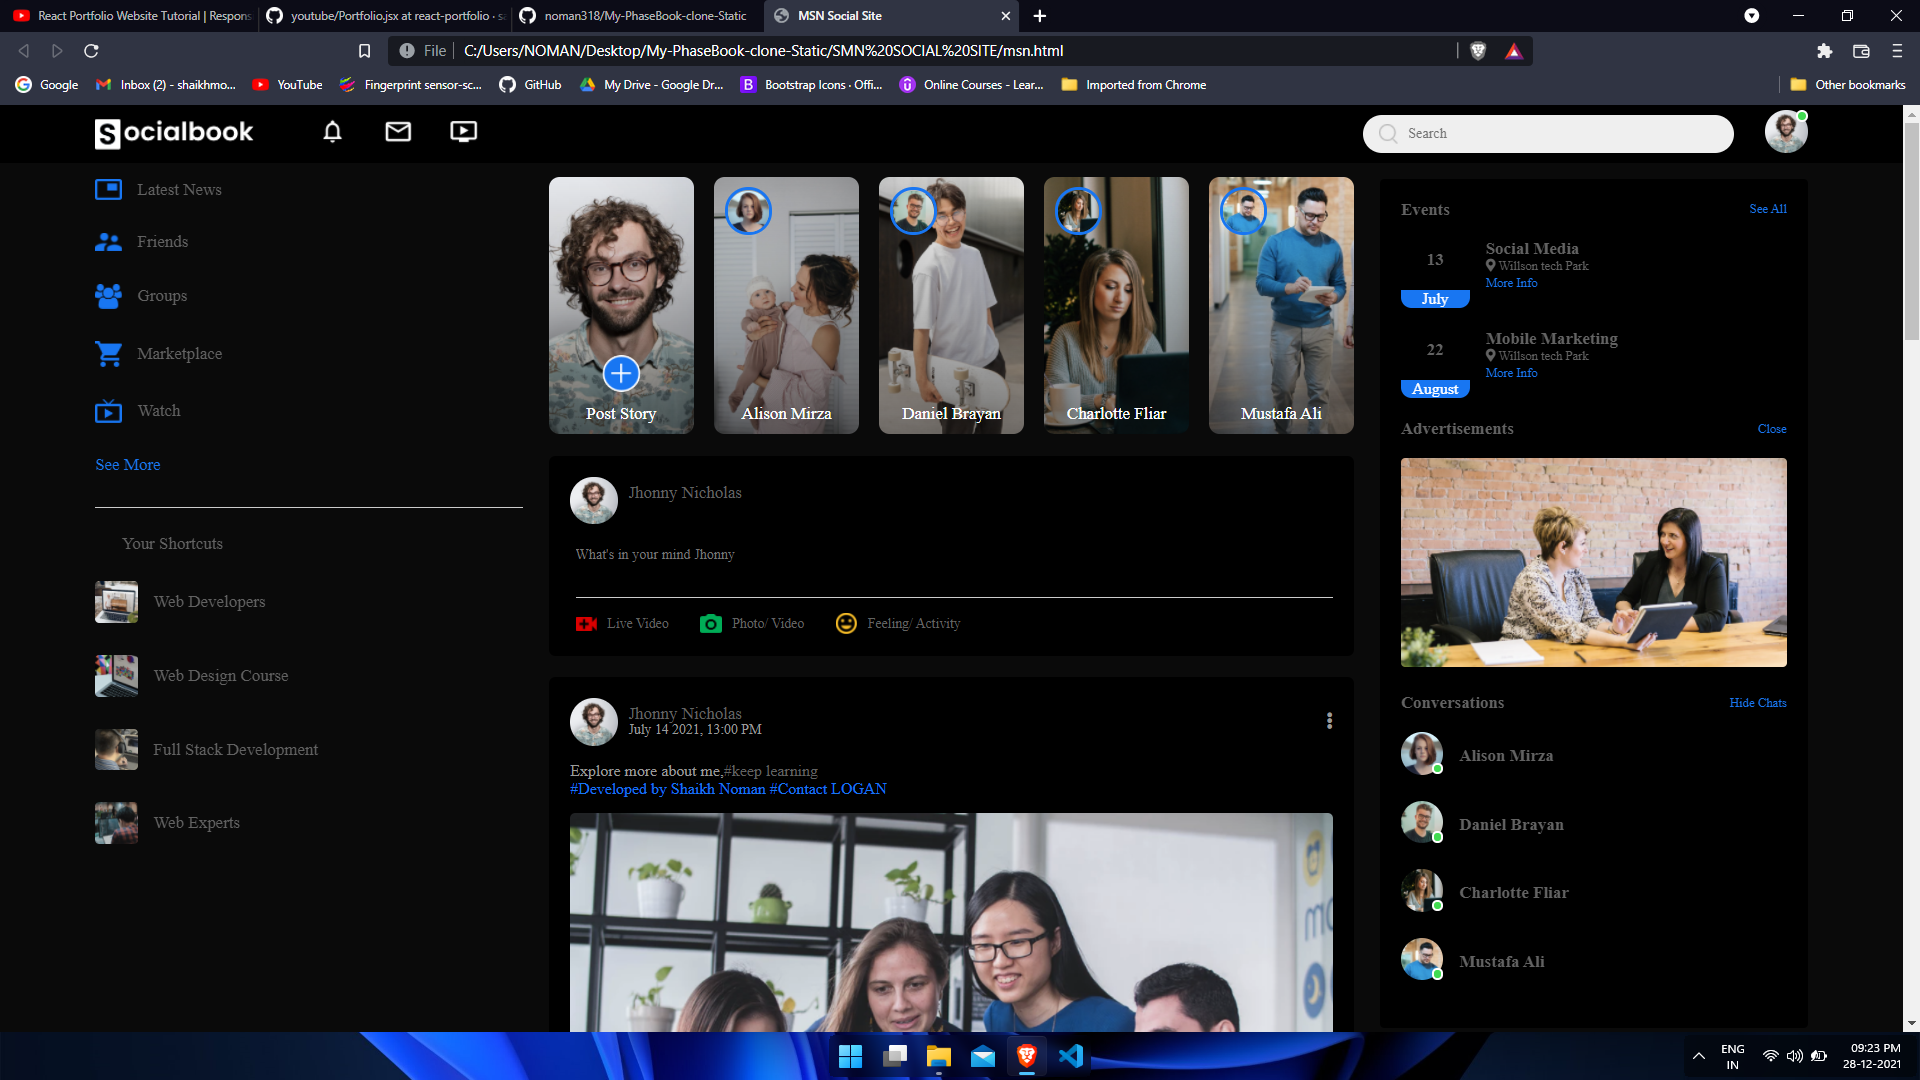 React Portfolio Website Tutorial | Respons
youtube/Portfolio.jsx at react-portfolio · sa
noman318/My-PhaseBook-clone-Static
MSN Social Site
File
C:/Users/NOMAN/Desktop/My-PhaseBook-clone-Static/SMN%20SOCIAL%20SITE/msn.html
Google
Inbox (2) - shaikhmo...
YouTube
Fingerprint sensor-sc...
GitHub
My Drive - Google Dr...
Bootstrap Icons · Offi...
Online Courses - Lear...
Imported from Chrome
Other bookmarks
Socialbook
Search
Latest News
Friends
Groups
Marketplace
Watch
See More
Your Shortcuts
Web Developers
Web Design Course
Full Stack Development
Web Experts
Post Story
Alison Mirza
Daniel Brayan
Charlotte Fliar
Mustafa Ali
Jhonny Nicholas
What's in your mind Jhonny
Live Video
Photo/ Video
Feeling/ Activity
Jhonny Nicholas
July 14 2021, 13:00 PM
Explore more about me,#keep learning
#Developed by Shaikh Noman #Contact LOGAN
Events
See All
13
July
Social Media
Willson tech Park
More Info
22
August
Mobile Marketing
Willson tech Park
More Info
Advertisements
Close
Conversations
Hide Chats
Alison Mirza
Daniel Brayan
Charlotte Fliar
Mustafa Ali
ENG
IN
09:23 PM
28-12-2021